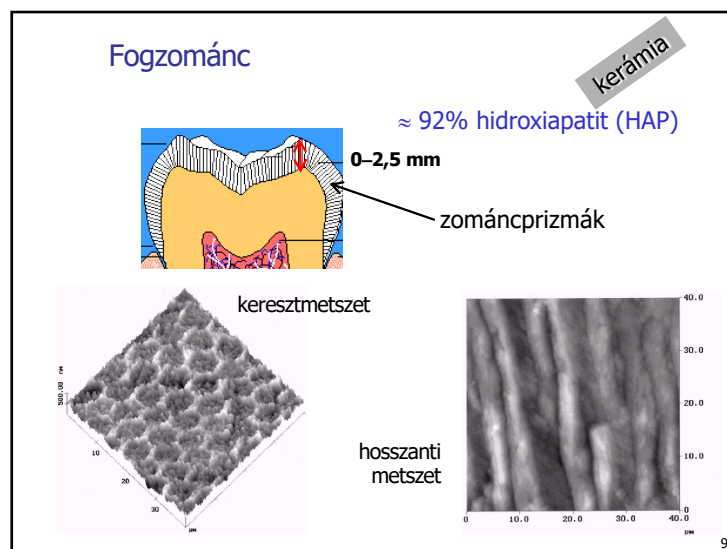 Fogzománc
kerámia
≈ 92% hidroxiapatit (HAP)
0–2,5 mm
zománcprizmák
keresztmetszet
hosszanti
metszet
500.00 nm
10
20
30
µm
40.0
30.0
20.0
10.0
0
0 10.0 20.0 30.0 40.0
µm
9